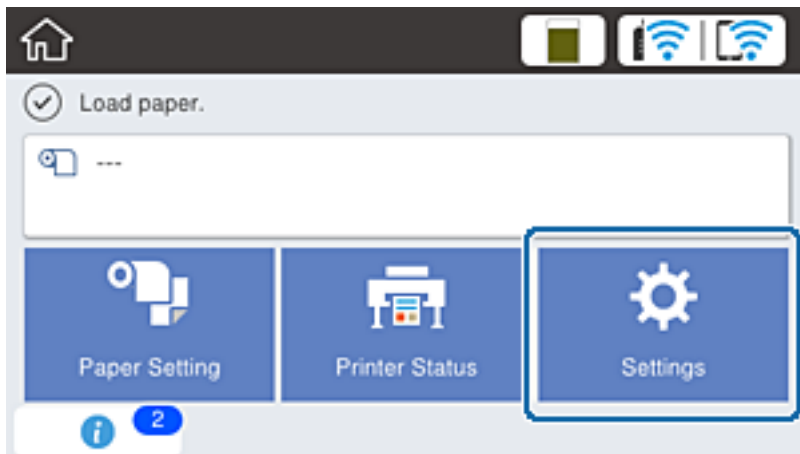 Load paper.
---
Paper Setting
Printer Status
Settings
i 2